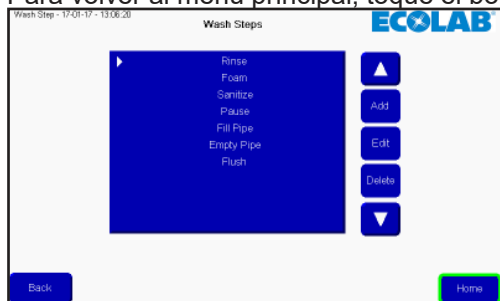 Para volver al menú principal, toque el bo
Wash Step - 17-01-17 - 13:06:20
Wash Steps
ECOLAB
Rinse
Foam
Sanitize
Pause
Fill Pipe
Empty Pipe
Flush
Add
Edit
Delete
Back
Home